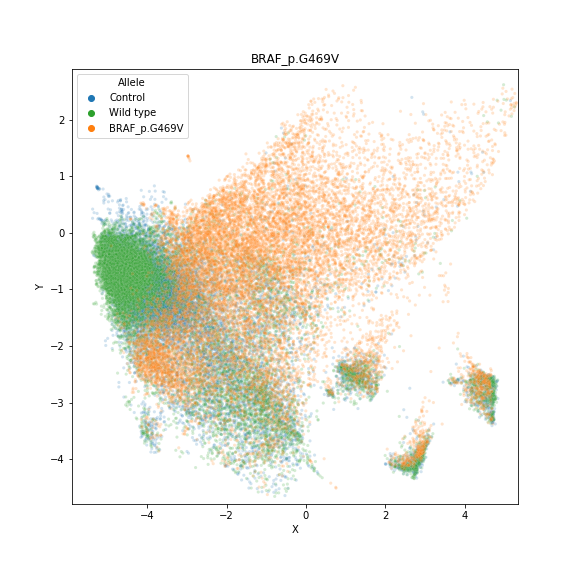 BRAF_p.G469V
Allele
Control
Wild type
BRAF_p.G469V
2
1
0
−1
−2
−3
−4
Y
−4
−2
0
2
4
X